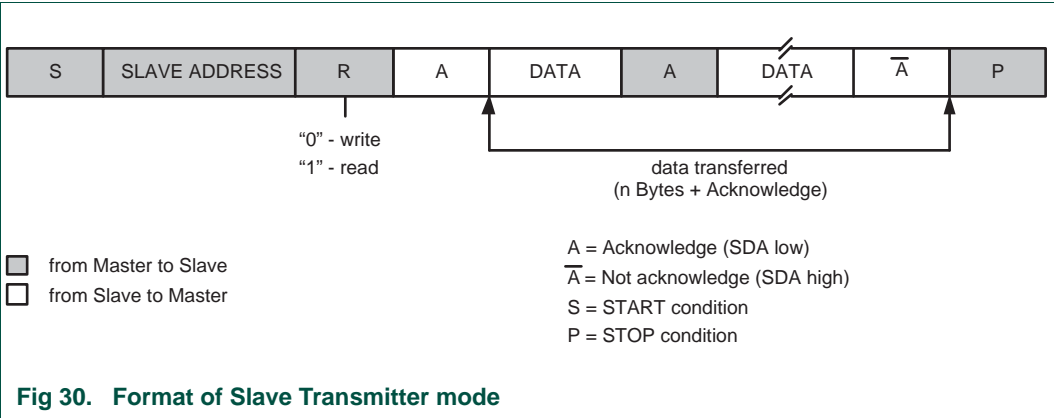 S SLAVE ADDRESS R A DATA A DATA A̅ P
“0” - write
“1” - read
data transferred
(n Bytes + Acknowledge)
from Master to Slave
from Slave to Master
A = Acknowledge (SDA low)
A̅ = Not acknowledge (SDA high)
S = START condition
P = STOP condition
Fig 30. Format of Slave Transmitter mode